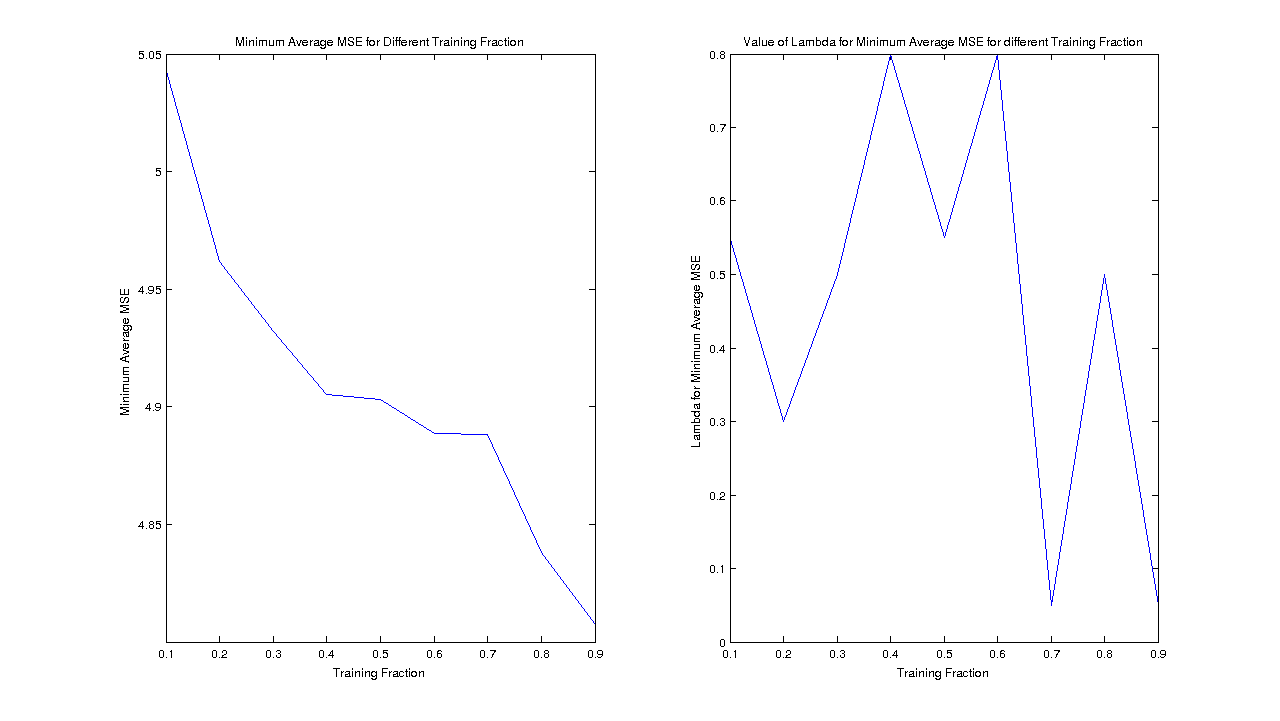 Minimum Average MSE for Different Training Fraction
5.05
5
4.95
4.9
4.85
Minimum Average MSE
0.1 0.2 0.3 0.4 0.5 0.6 0.7 0.8 0.9
Training Fraction
Value of Lambda for Minimum Average MSE for different Training Fraction
0.8
0.7
0.6
0.5
0.4
0.3
0.2
0.1
0
Lambda for Minimum Average MSE
0.1 0.2 0.3 0.4 0.5 0.6 0.7 0.8 0.9
Training Fraction